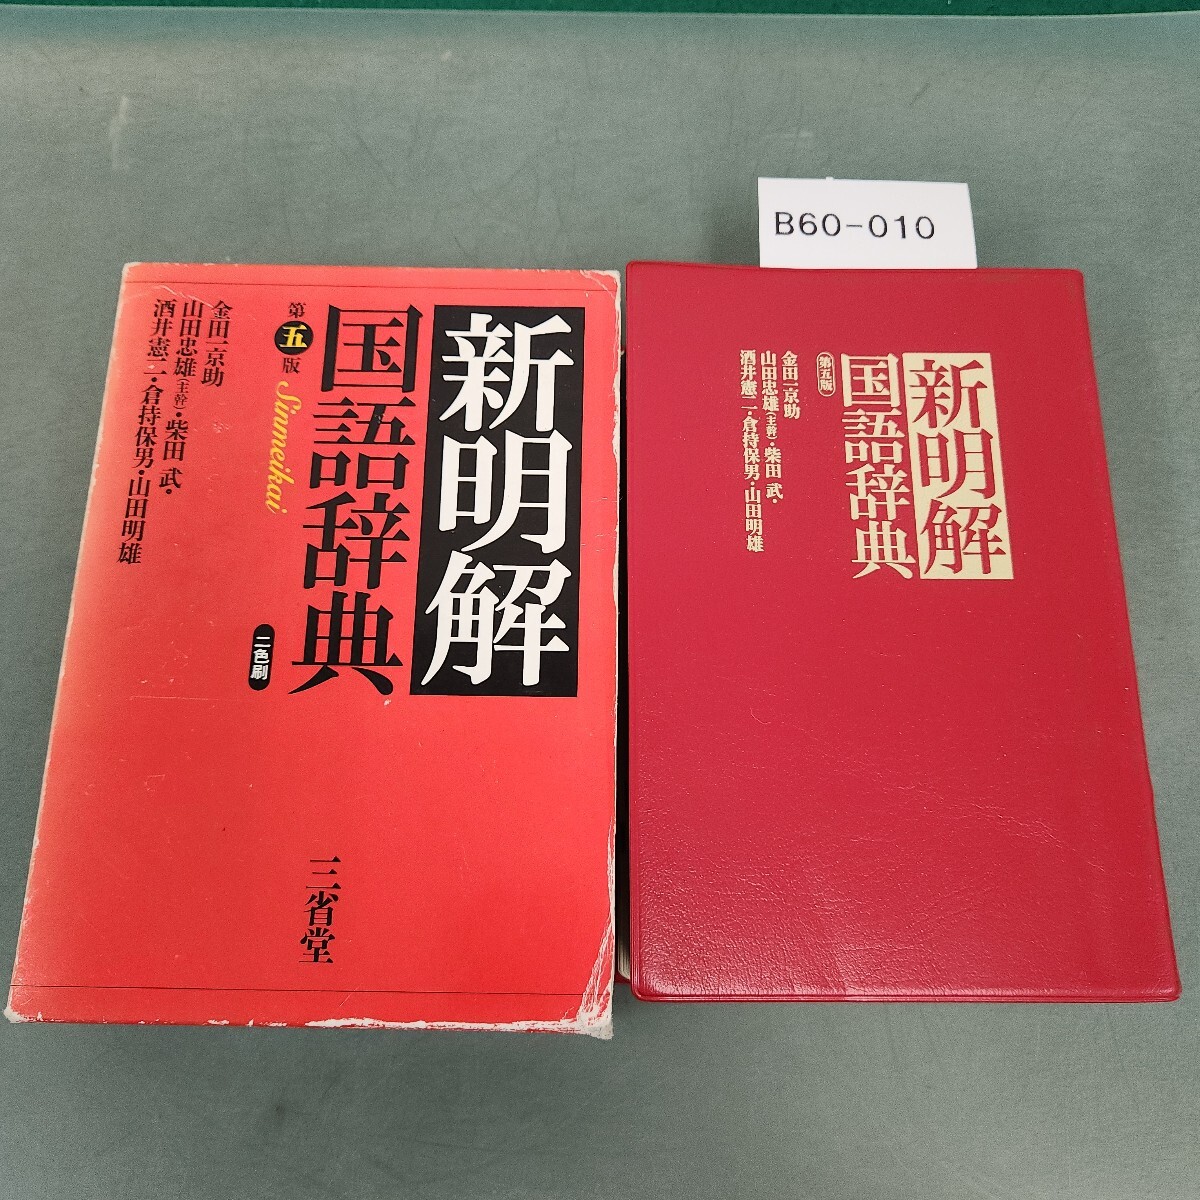 B60-010
新明解
国語辞典
第五版
Sinmeikai
二色刷
金田一京助
山田忠雄(主幹)・柴田 武・
酒井憲二・倉持保男・山田明雄
三省堂
新明解
国語辞典
第五版
金田一京助
山田忠雄(主幹)・柴田 武・
酒井憲二・倉持保男・山田明雄